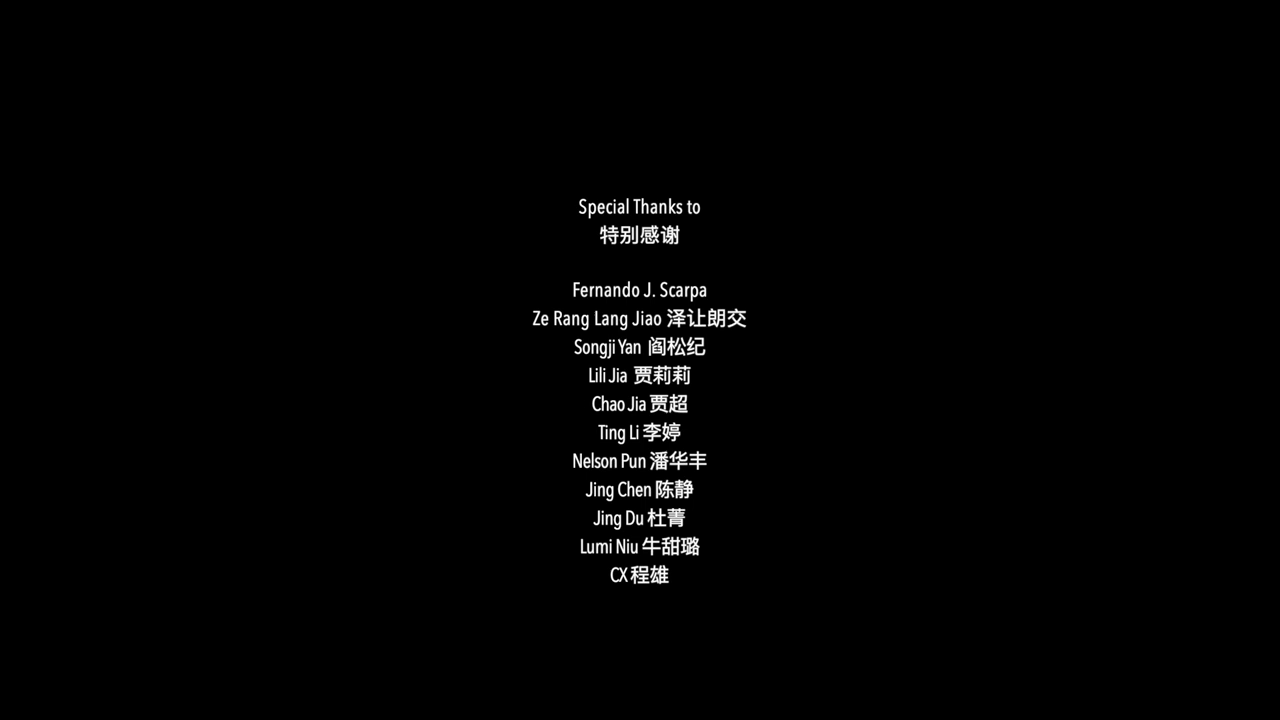 Special Thanks to
特别感谢
Fernando J. Scarpa
Ze Rang Lang Jiao 泽让朗交
Songji Yan 阎松纪
Lili Jia 贾莉莉
Chao Jia 贾超
Ting Li 李婷
Nelson Pun 潘华丰
Jing Chen 陈静
Jing Du 杜菁
Lumi Niu 牛甜璐
CX 程雄